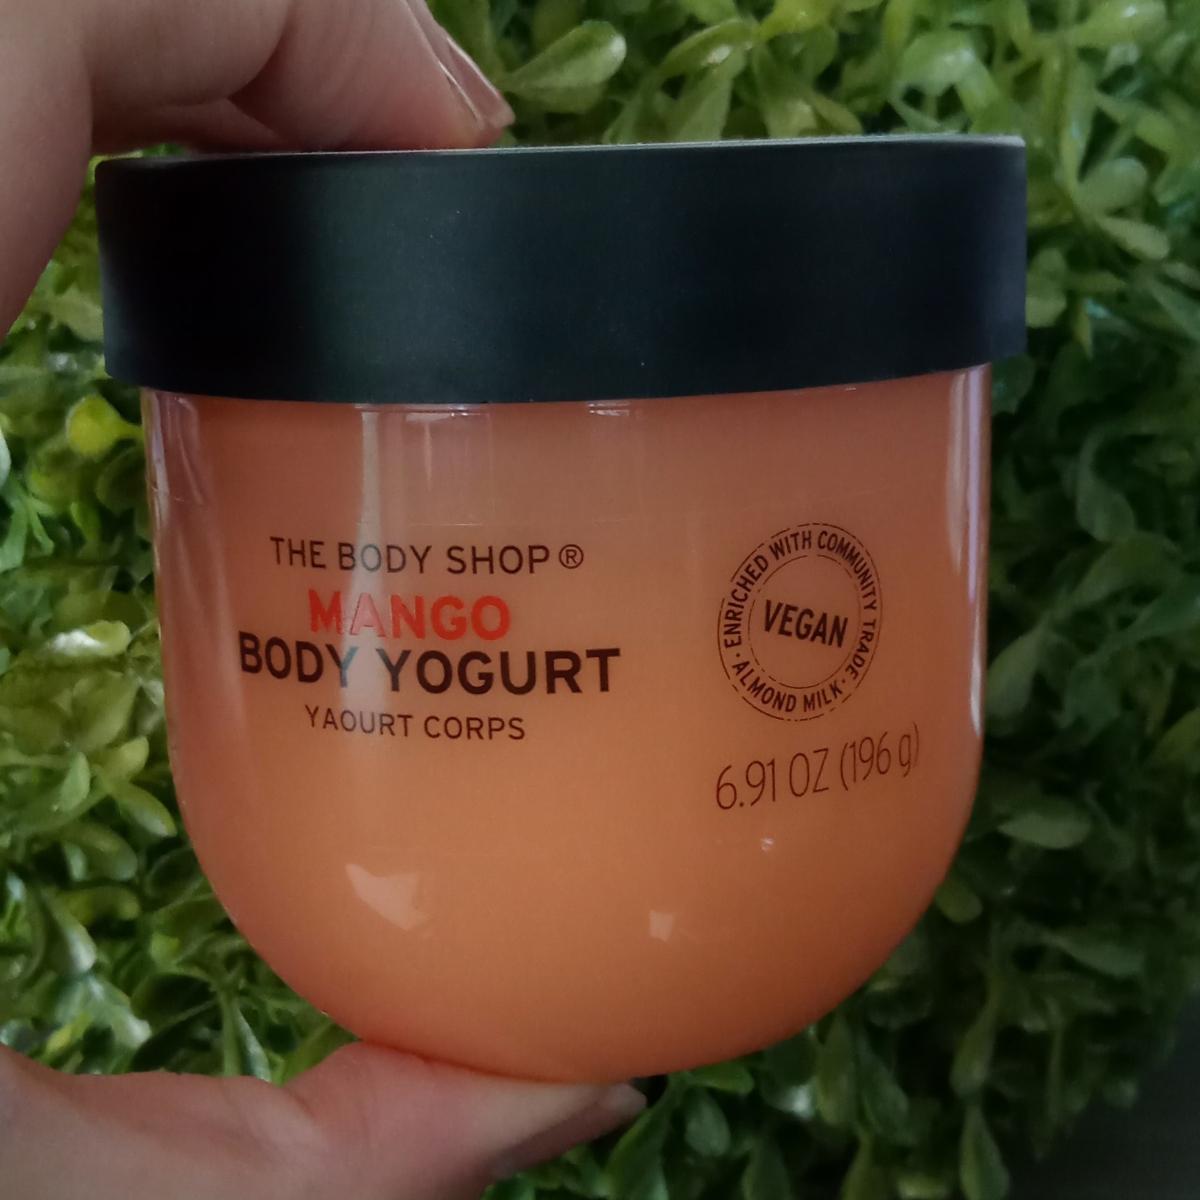 THE BODY SHOP®
MANGO
BODY YOGURT
YAOURT CORPS
ENRICHED WITH COMMUNITY TRADE
• ALMOND MILK •
VEGAN
6.91 OZ (196 g)